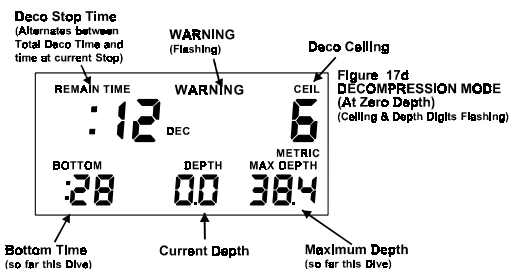 Deco Stop Time
(Alternates between
Total Deco Time and
time at current Stop)
WARNING
(Flashing)
Deco Ceiling
Figure 17d
DECOMPRESSION MODE
(At Zero Depth)
(Ceiling & Depth Digits Flashing)
REMAIN TIME
WARNING
CEIL
:12 DEC
6
METRIC
BOTTOM
DEPTH
MAX DEPTH
:28
0.0
38.4
Bottom Time
(so far this Dive)
Current Depth
Maximum Depth
(so far this Dive)